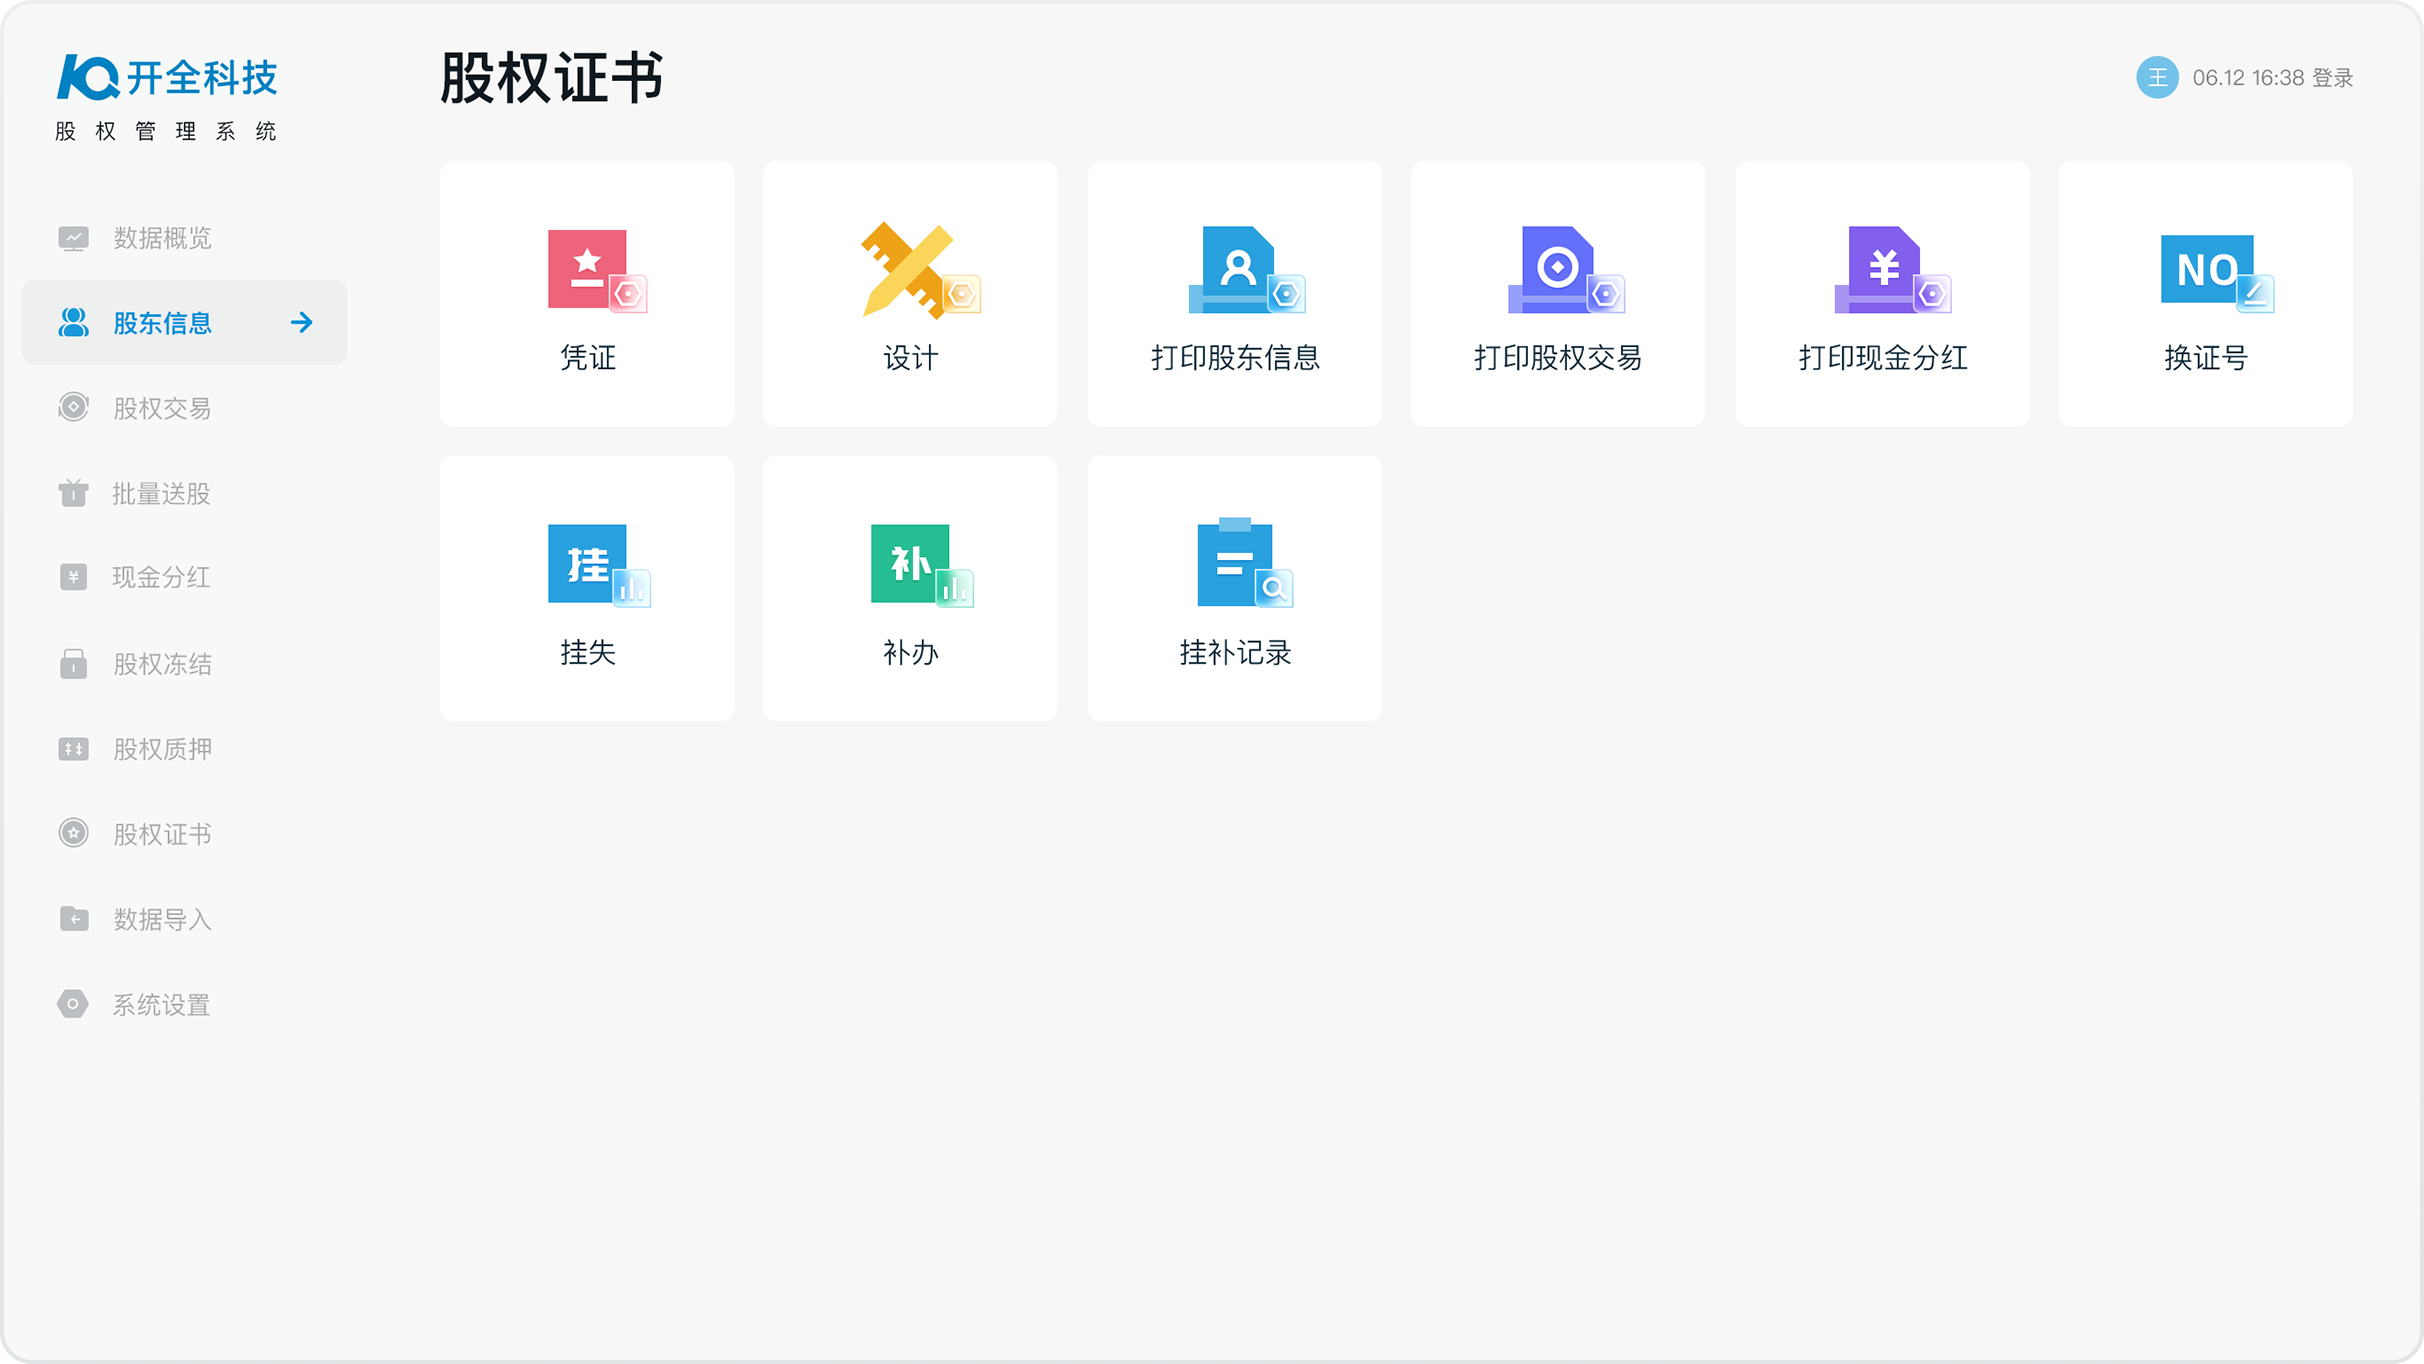 开全科技
股权管理系统
数据概览
股东信息
股权交易
批量送股
现金分红
股权冻结
股权质押
股权证书
数据导入
系统设置
股权证书
王 06.12 16:38 登录
凭证
设计
打印股东信息
打印股权交易
¥
打印现金分红
NO
换证号
挂
挂失
补
补办
挂补记录